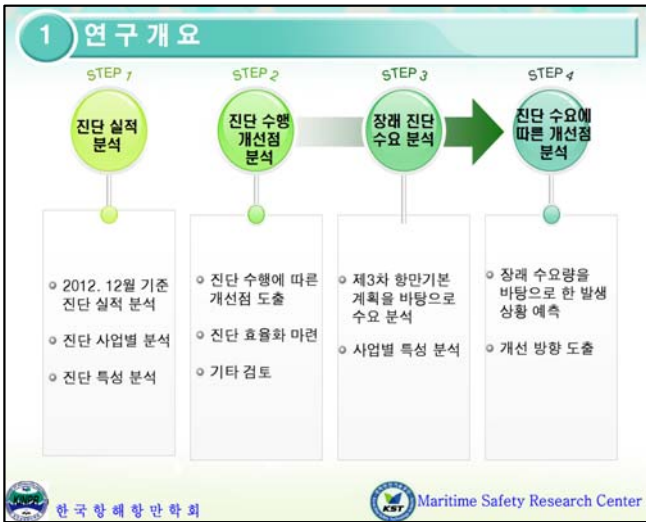 1 연구개요
STEP 1
진단 실적
분석
2012. 12월 기준
진단 실적 분석
진단 사업별 분석
진단 특성 분석
STEP 2
진단 수행
개선점
분석
진단 수행에 따른
개선점 도출
진단 효율화 마련
기타 검토
STEP 3
장래 진단
수요 분석
제3차 항만기본
계획을 바탕으로
수요 분석
사업별 특성 분석
STEP 4
진단 수요에
따른 개선점
분석
장래 수요량을
바탕으로 한 발생
상황 예측
개선 방향 도출
한국항해항만학회
KST
Maritime Safety Research Center